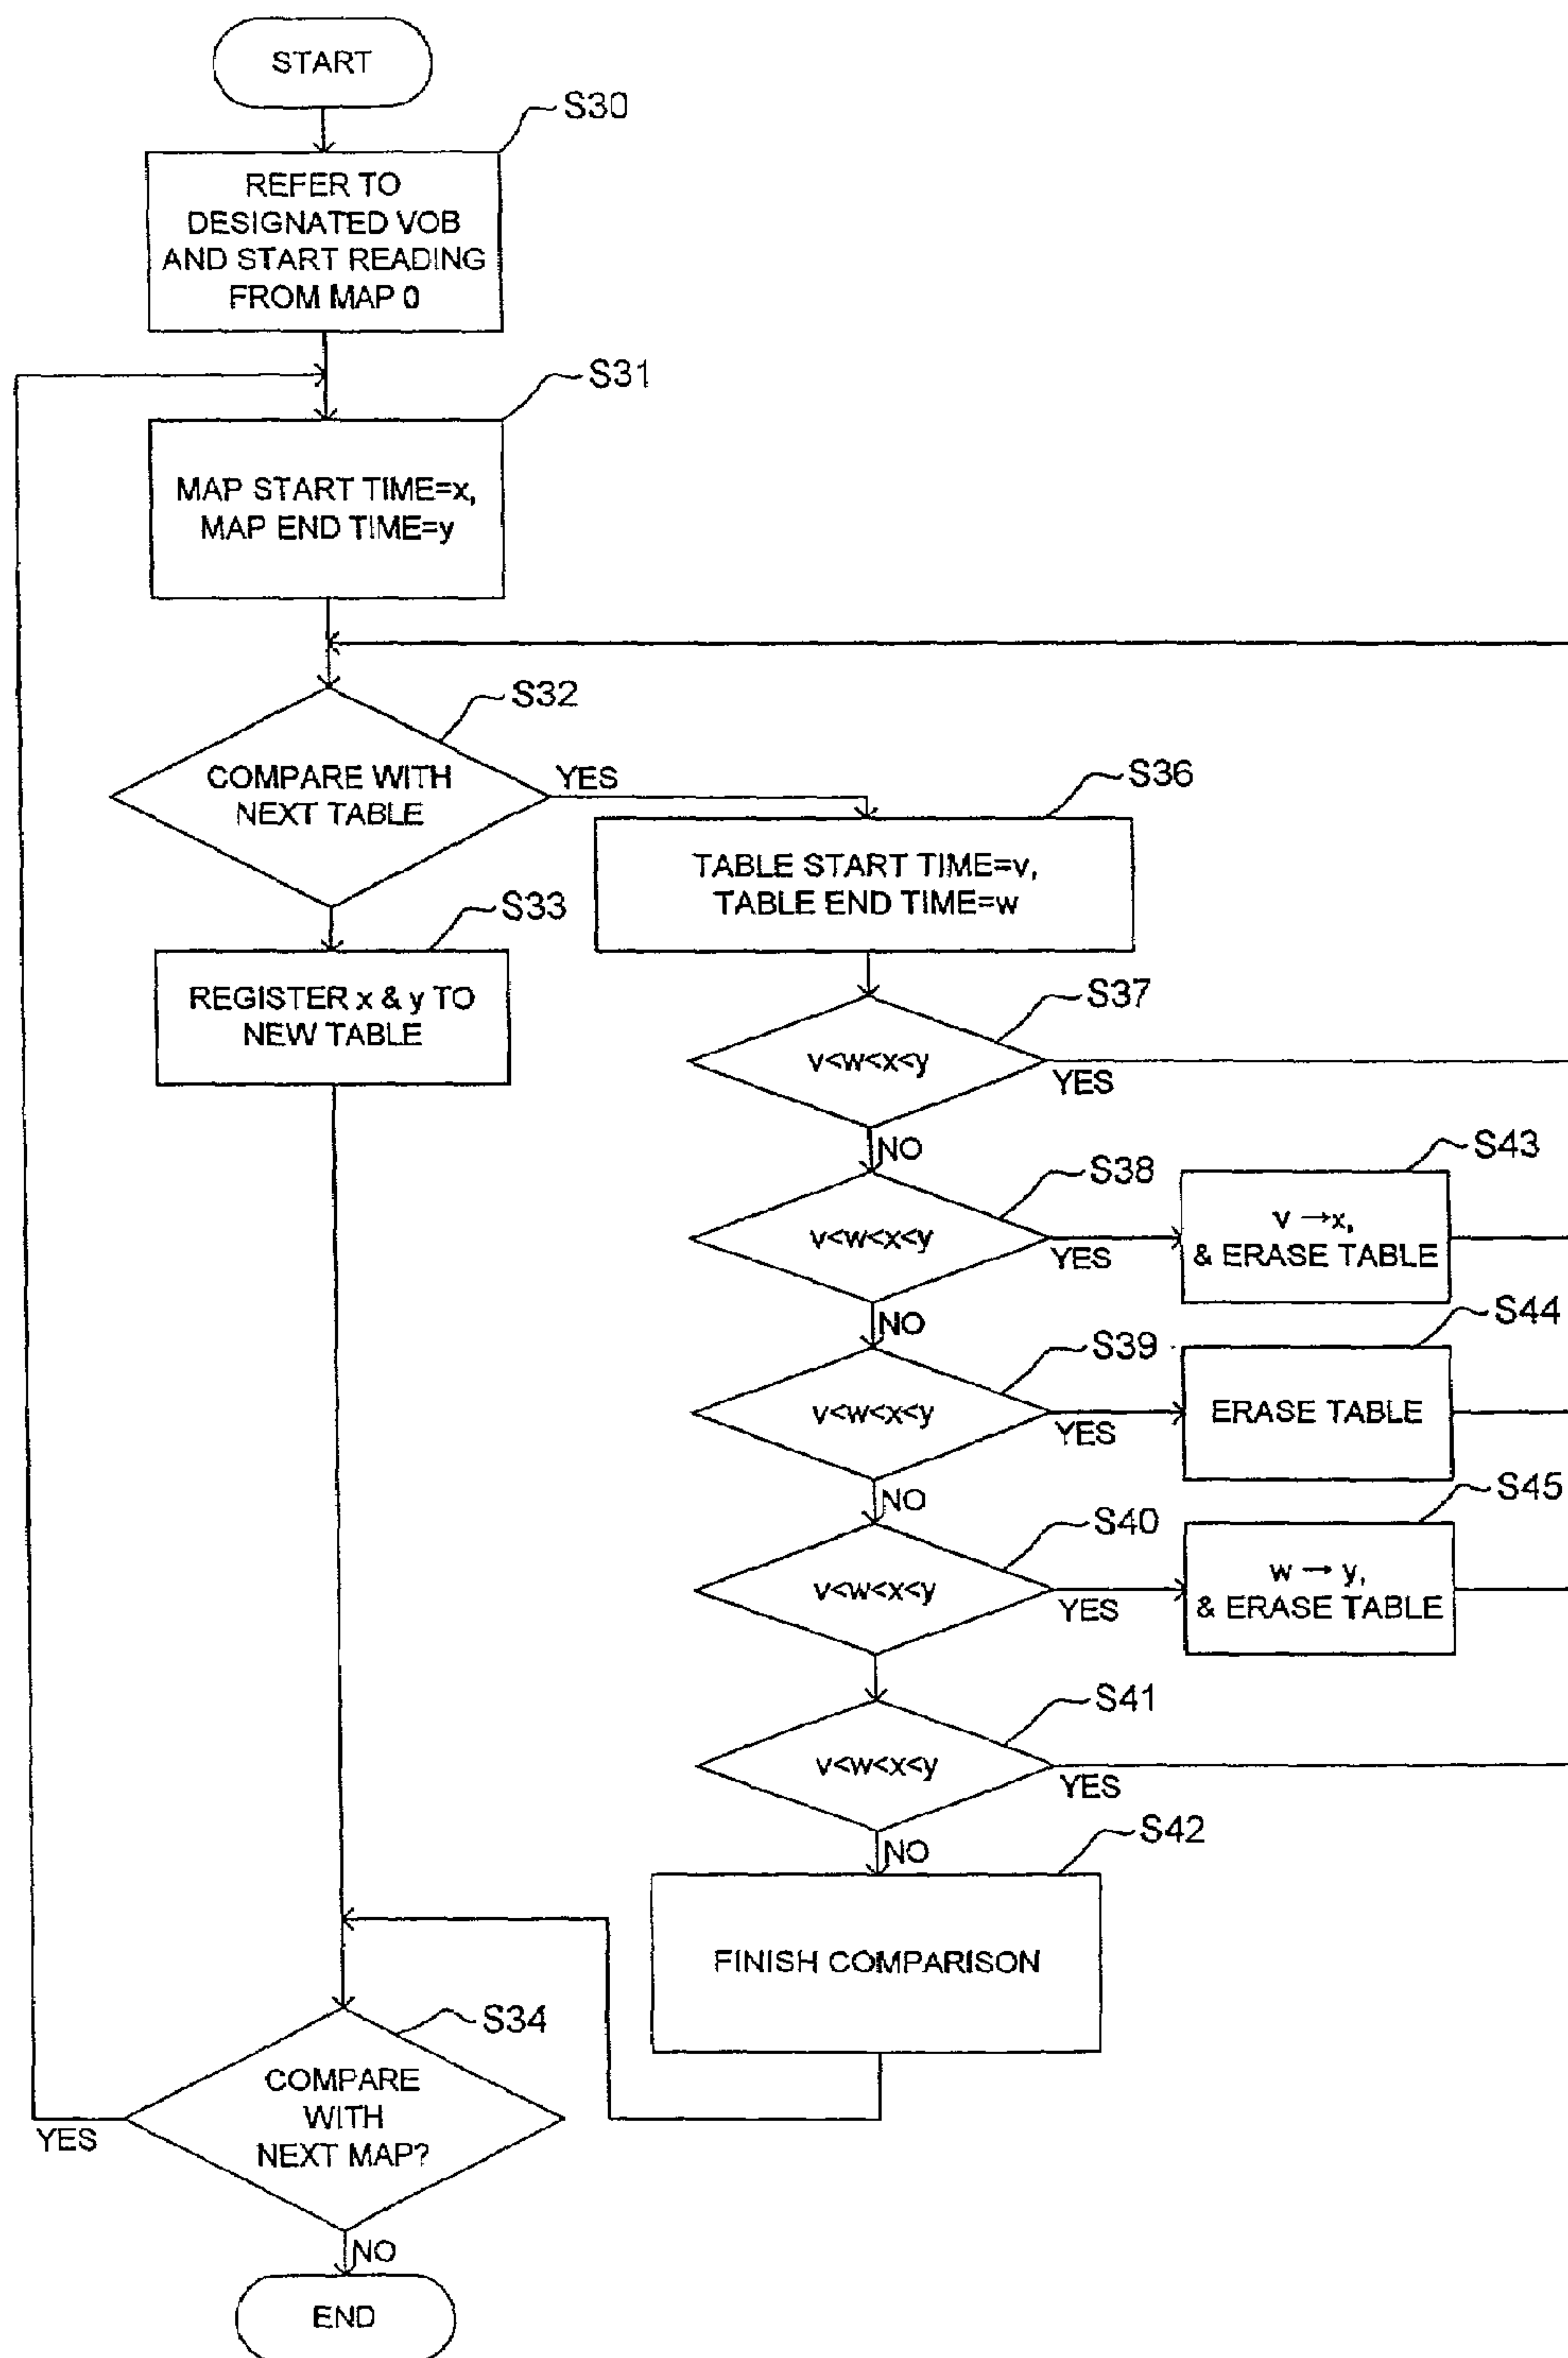 START
S30
REFER TO
DESIGNATED VOB
AND START READING
FROM MAP 0
S31
MAP START TIME=x,
MAP END TIME=y
S32
COMPARE WITH
NEXT TABLE
YES
S36
TABLE START TIME=v,
TABLE END TIME=w
S33
REGISTER x & y TO
NEW TABLE
S37
v<w<x<y
YES
NO
S38
v<w<x<y
YES
S43
v →x,
& ERASE TABLE
NO
S39
v<w<x<y
YES
S44
ERASE TABLE
NO
S40
v<w<x<y
YES
S45
w → y,
& ERASE TABLE
S41
v<w<x<y
YES
NO
S42
FINISH COMPARISON
S34
COMPARE
WITH
NEXT MAP?
YES
NO
END